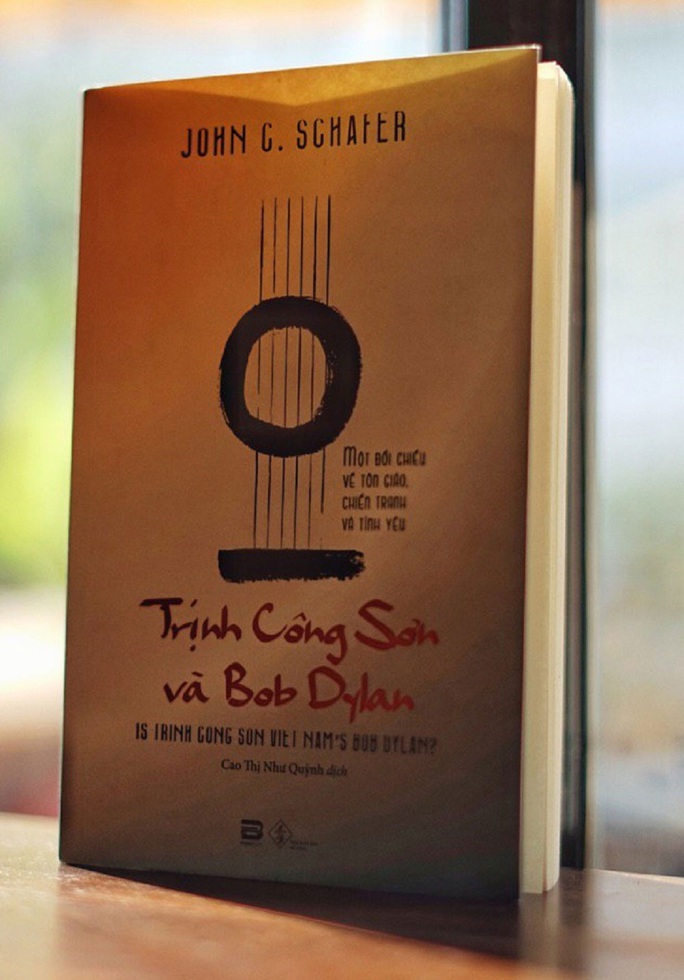 JOHN C. SCHAFER
MỘT ĐỐI CHIẾU
VỀ TÔN GIÁO,
CHIẾN TRANH
VÀ TÌNH YÊU
Trịnh Công Sơn
và Bob Dylan
IS TRINH CONG SON VIET NAM'S BOB DYLAN?
Cao Thị Như Quỳnh dịch